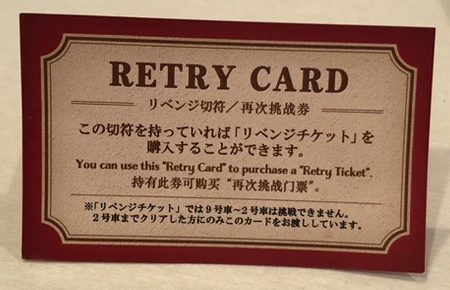 RETRY CARD
リベンジ切符／再次挑战券
この切符を持っていれば「リベンジチケット」を
購入することができます。
You can use this "Retry Card" to purchase a "Retry Ticket".
持有此券可购买“再次挑战门票”。
※「リベンジチケット」では9号車～2号車は挑戦できません。
2号車までクリアした方にのみこのカードをお渡ししています。